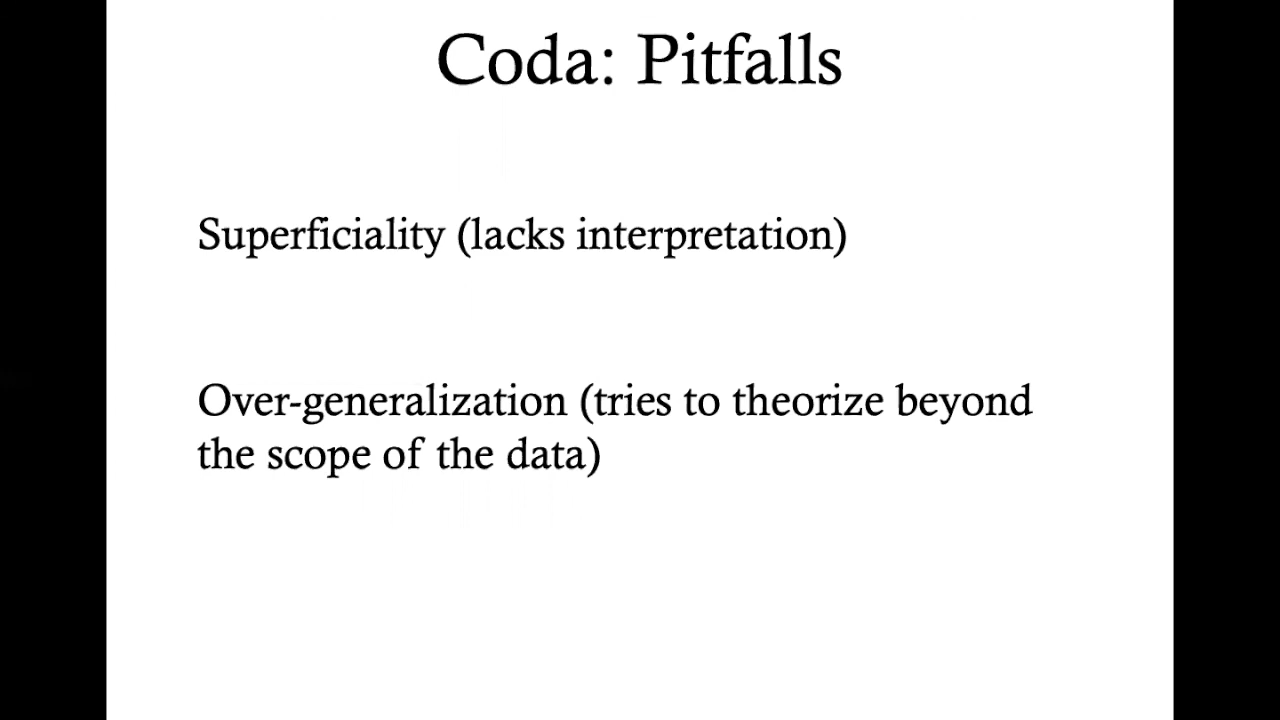 Coda: Pitfalls
Superficiality (lacks interpretation)
Over-generalization (tries to theorize beyond
the scope of the data)